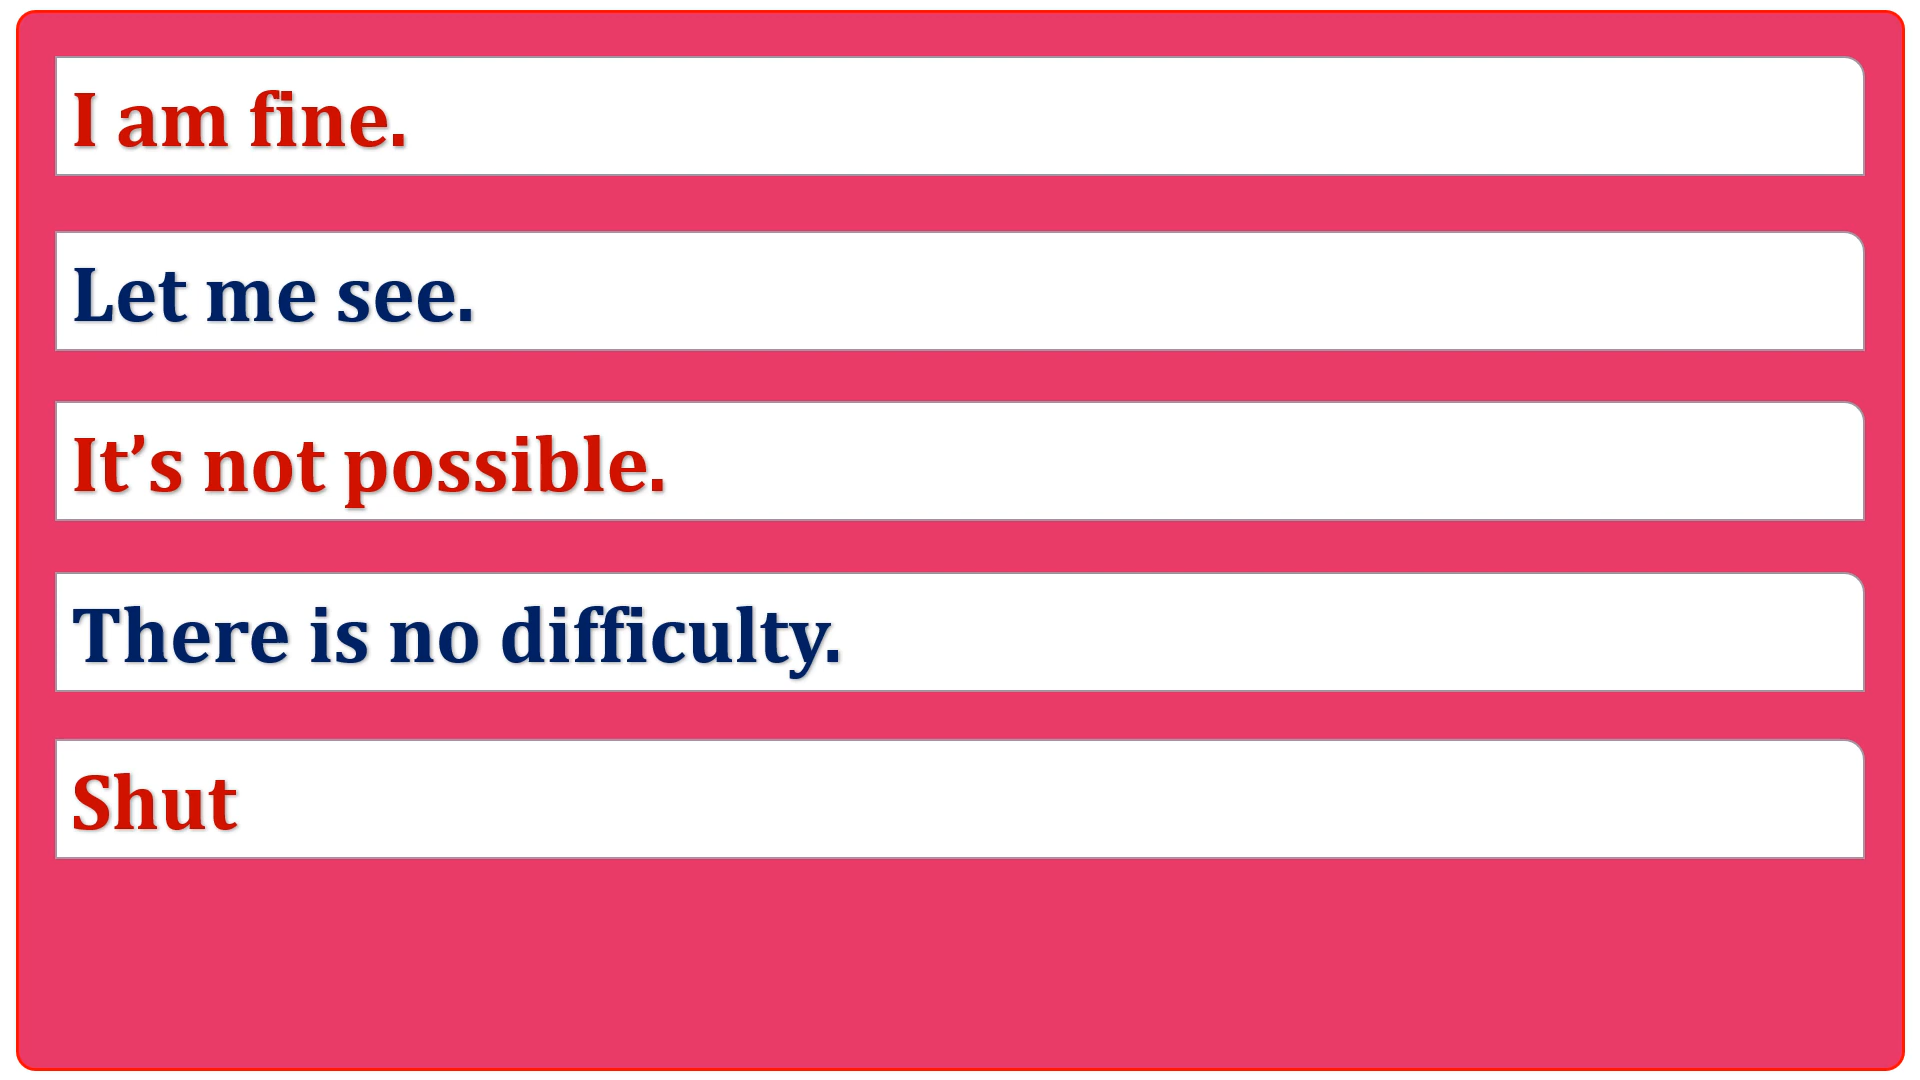 I am fine.
Let me see.
It’s not possible.
There is no difficulty.
Shut